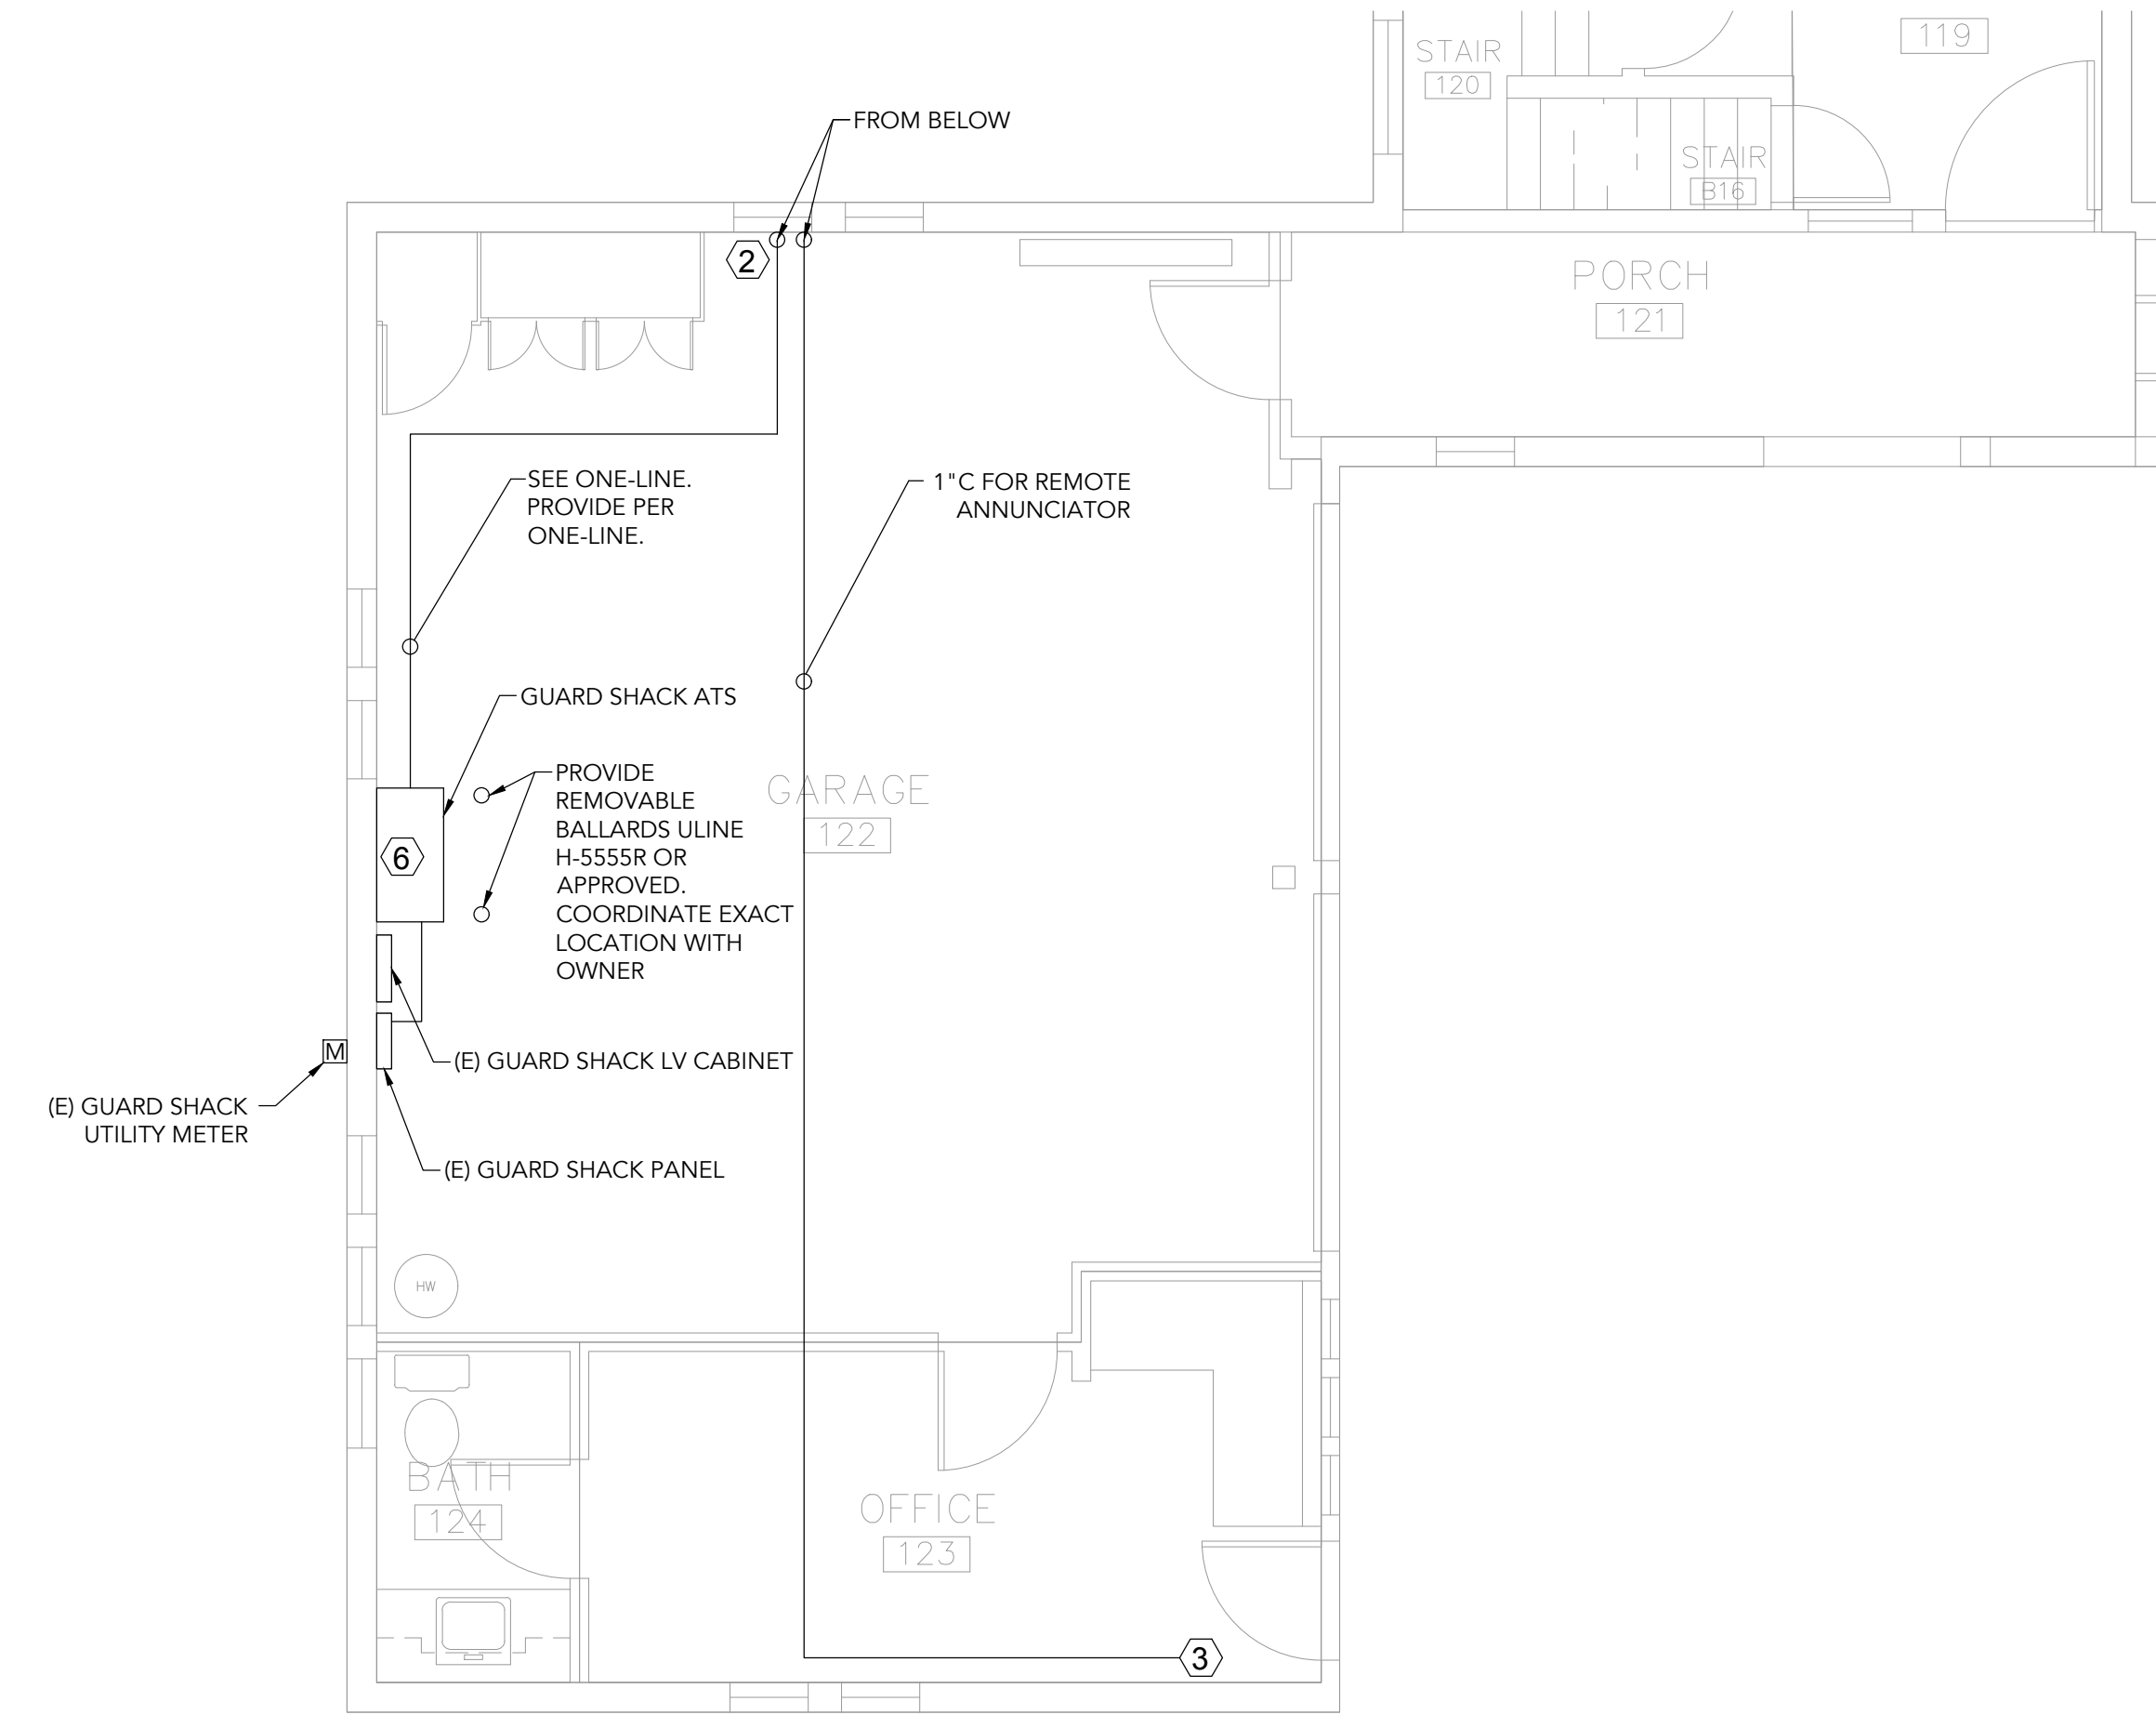 STAIR
120
119
STAIR
B16
FROM BELOW
2
PORCH
121
SEE ONE-LINE.
PROVIDE PER
ONE-LINE.
1"C FOR REMOTE
ANNUNCIATOR
GUARD SHACK ATS
PROVIDE
REMOVABLE
BALLARDS ULINE
H-5555R OR
APPROVED.
COORDINATE EXACT
LOCATION WITH
OWNER
GARAGE
122
6
M
(E) GUARD SHACK LV CABINET
(E) GUARD SHACK
UTILITY METER
(E) GUARD SHACK PANEL
HW
BATH
124
OFFICE
123
3